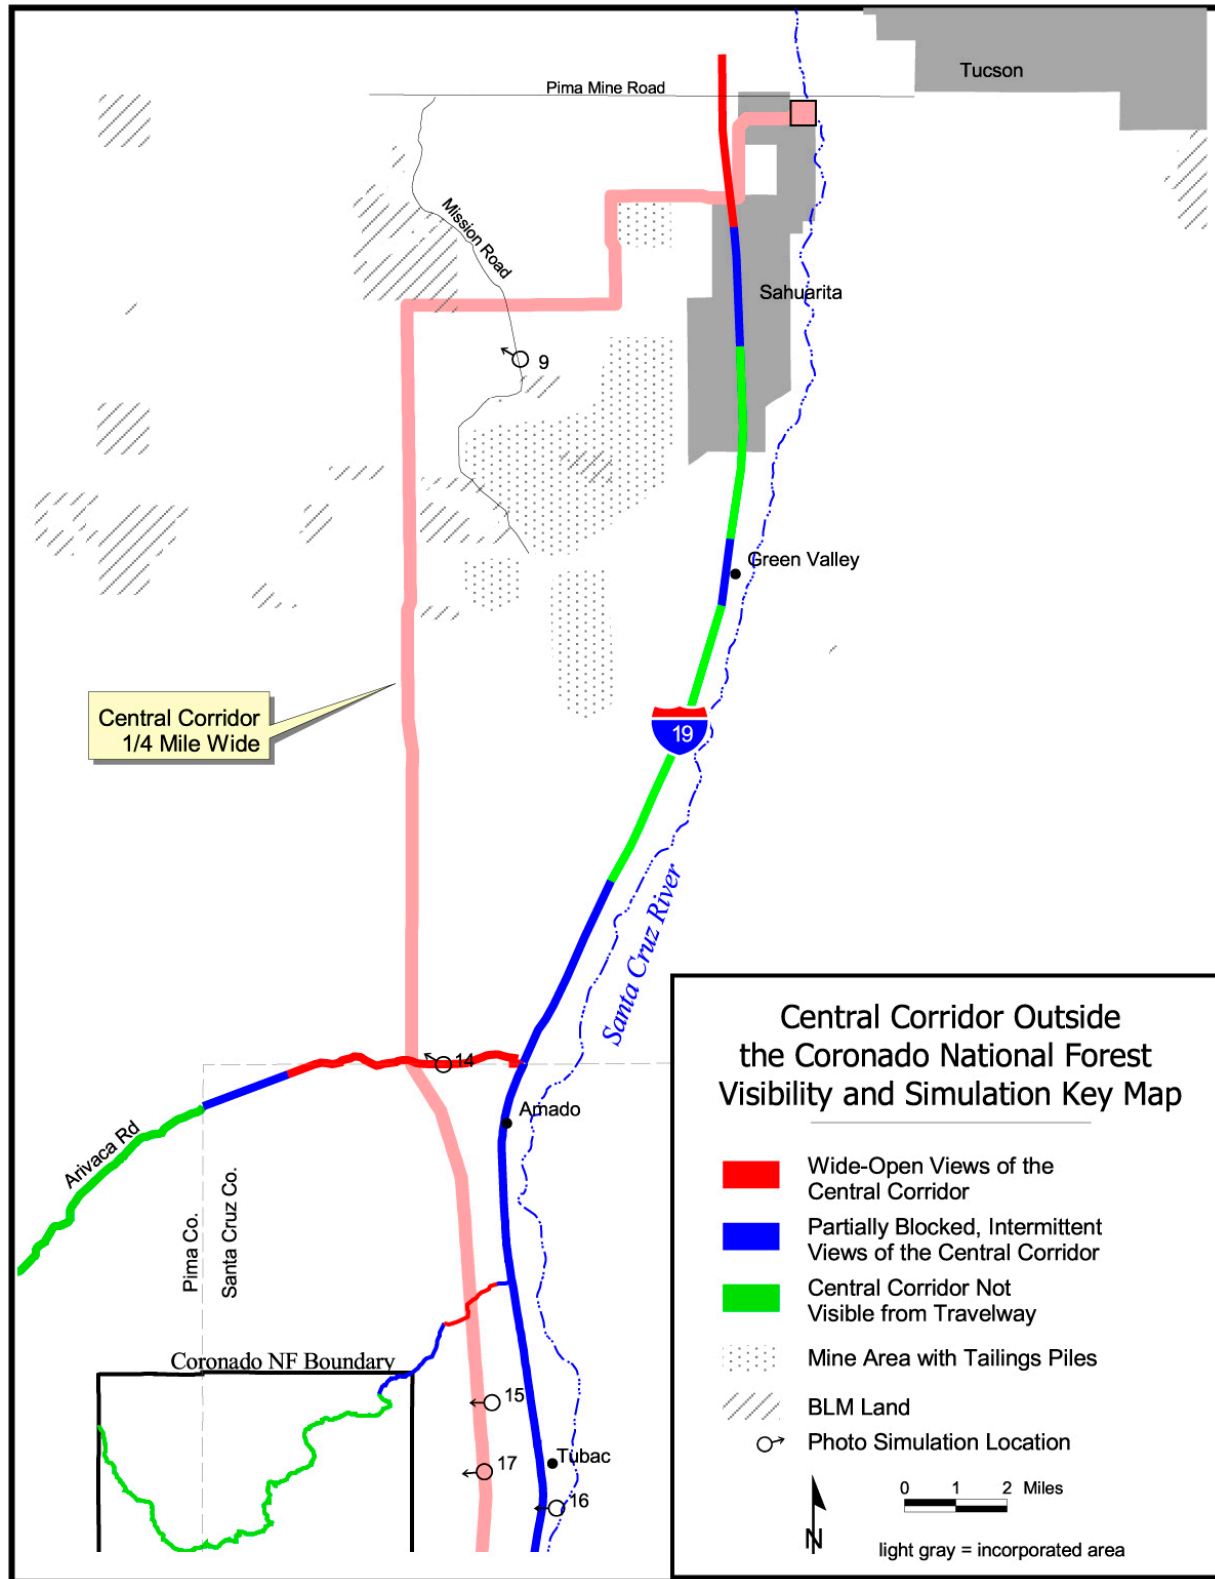 Tucson
Pima Mine Road
Mission Road
Sahuarita
9
Green Valley
Central Corridor
1/4 Mile Wide
19
Santa Cruz River
14
Amado
Arivaca Rd
Pima Co.
Santa Cruz Co.
Coronado NF Boundary
15
17
Tubac
16
Central Corridor Outside
the Coronado National Forest
Visibility and Simulation Key Map
Wide-Open Views of the
Central Corridor
Partially Blocked, Intermittent
Views of the Central Corridor
Central Corridor Not
Visible from Travelway
Mine Area with Tailings Piles
BLM Land
Photo Simulation Location
0 1 2 Miles
N
light gray = incorporated area